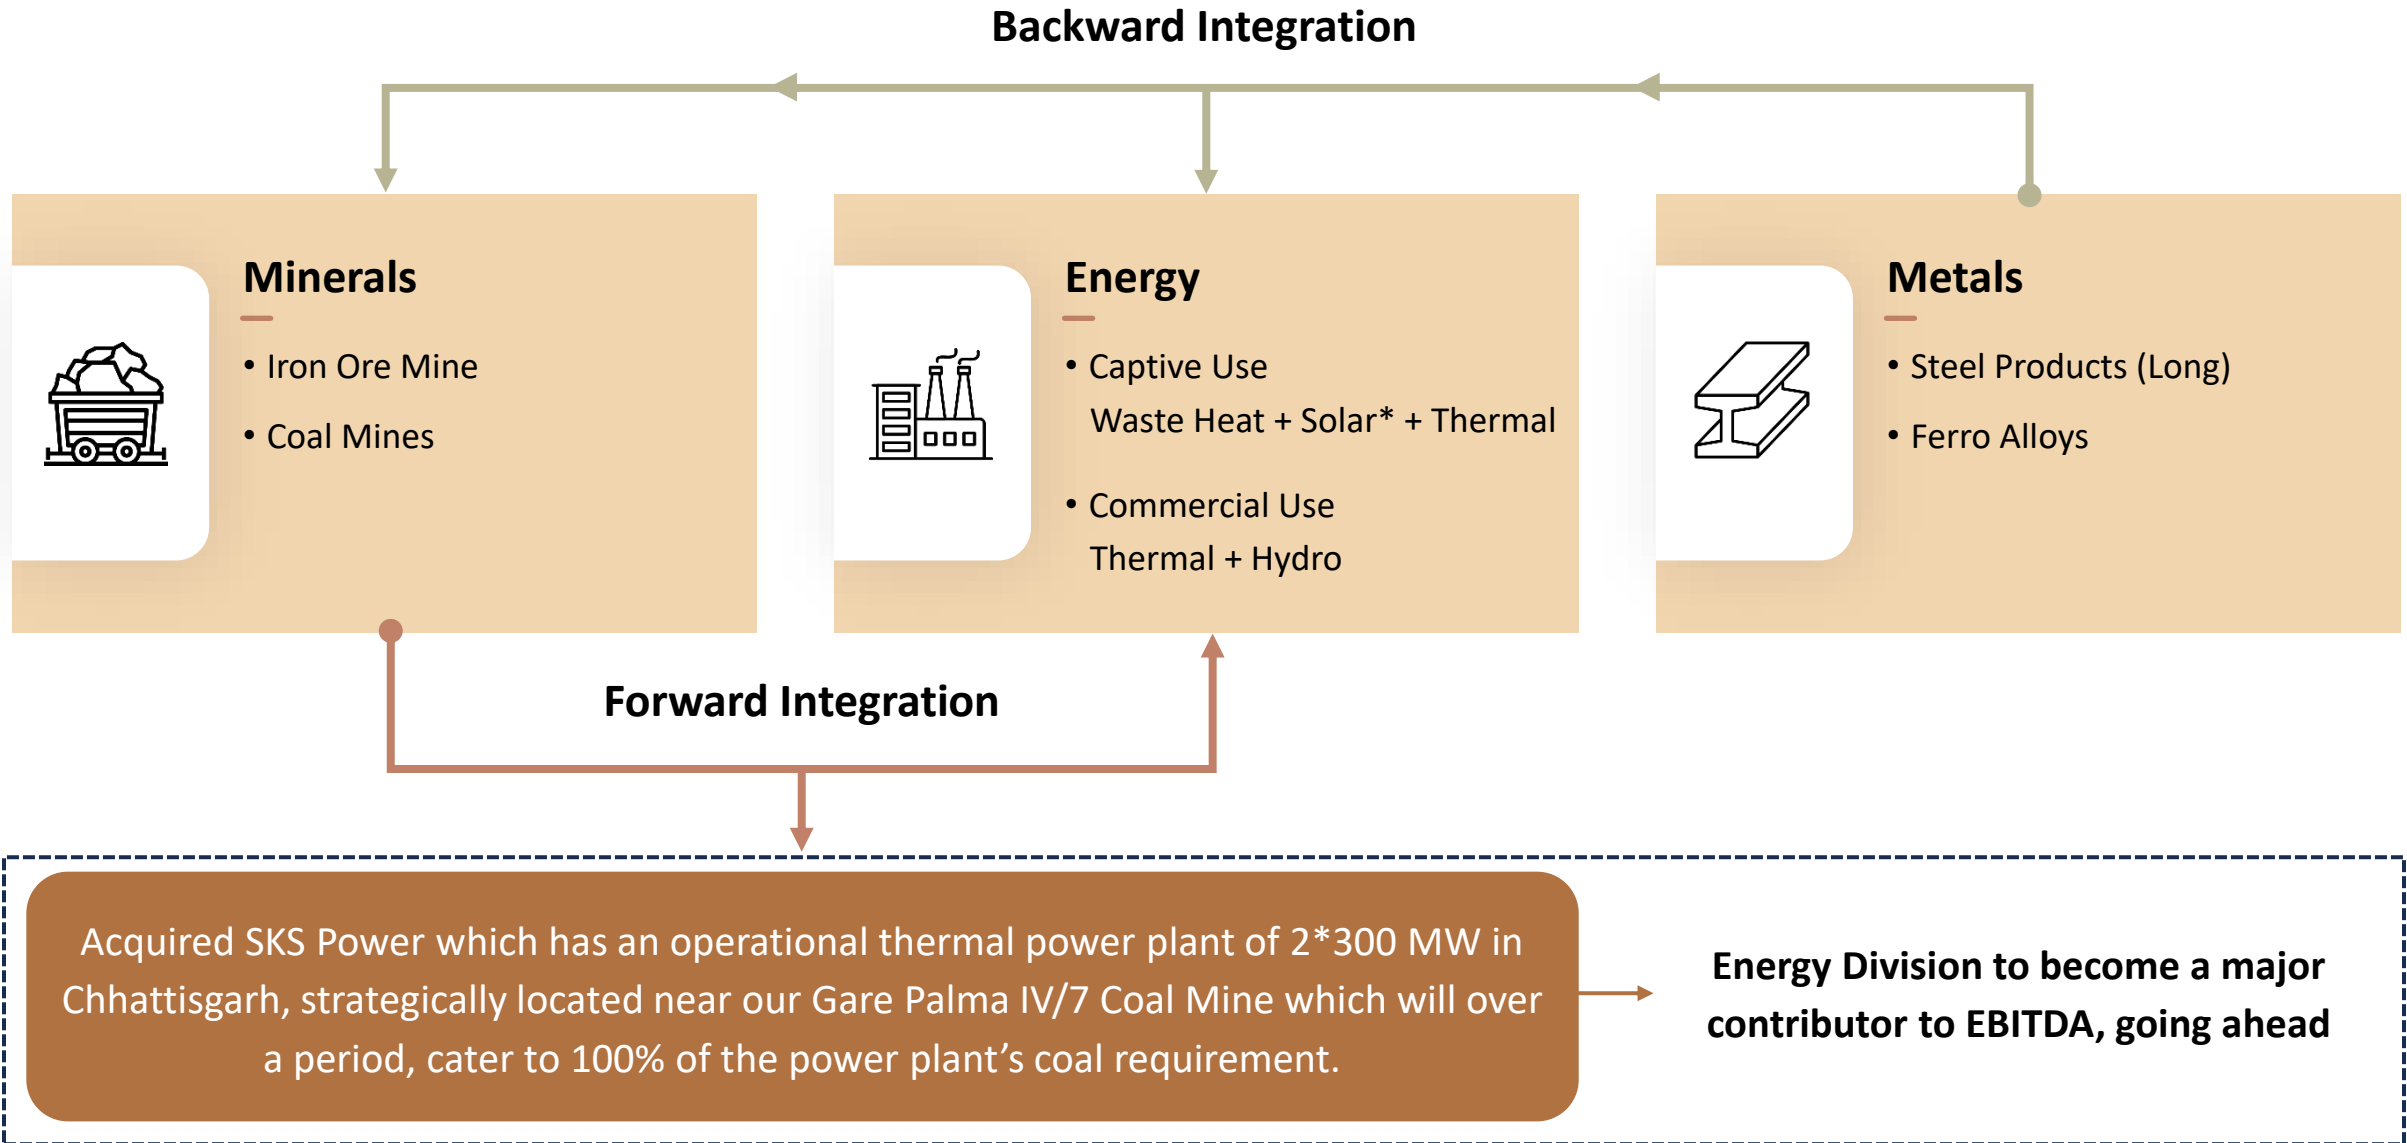 Backward Integration
Minerals
• Iron Ore Mine
• Coal Mines
Energy
• Captive Use
Waste Heat + Solar* + Thermal
• Commercial Use
Thermal + Hydro
Metals
• Steel Products (Long)
• Ferro Alloys
Forward Integration
Acquired SKS Power which has an operational thermal power plant of 2*300 MW in
Chhattisgarh, strategically located near our Gare Palma IV/7 Coal Mine which will over
a period, cater to 100% of the power plant’s coal requirement.
Energy Division to become a major
contributor to EBITDA, going ahead